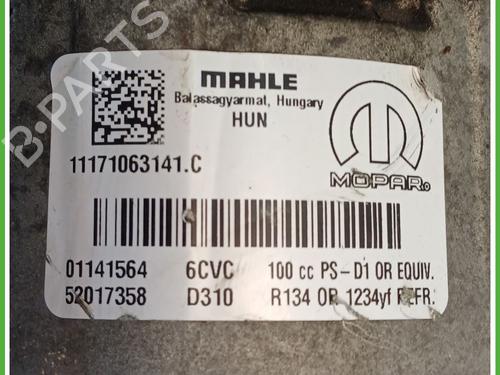 B-PARTS
MAHLE
Balassagyarmat, Hungary
HUN
11171063141.C
MOPAR
01141564 6CVC 100 cc PS-D1 OR EQUIV.
52017358 D310 R134 OR 1234yf REFR.